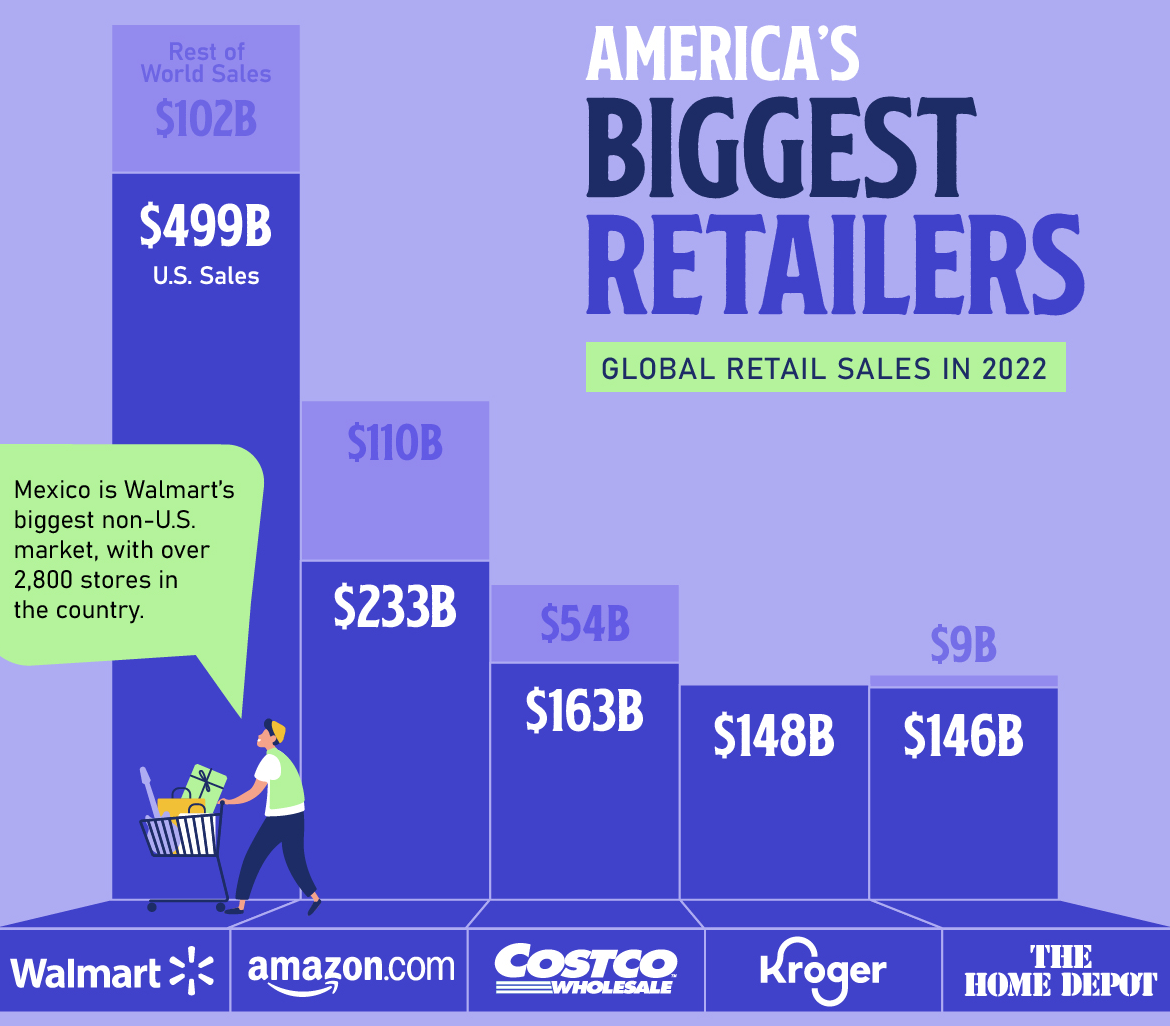 AMERICA'S
BIGGEST
RETAILERS
GLOBAL RETAIL SALES IN 2022
Rest of
World Sales
$102B
$499B
U.S. Sales
$110B
$233B
$54B
$163B
$148B
$9B
$146B
Mexico is Walmart's
biggest non-U.S.
market, with over
2,800 stores in
the country.
Walmart
amazon.com
COSTCO
WHOLESALE
Kroger
THE
HOME DEPOT